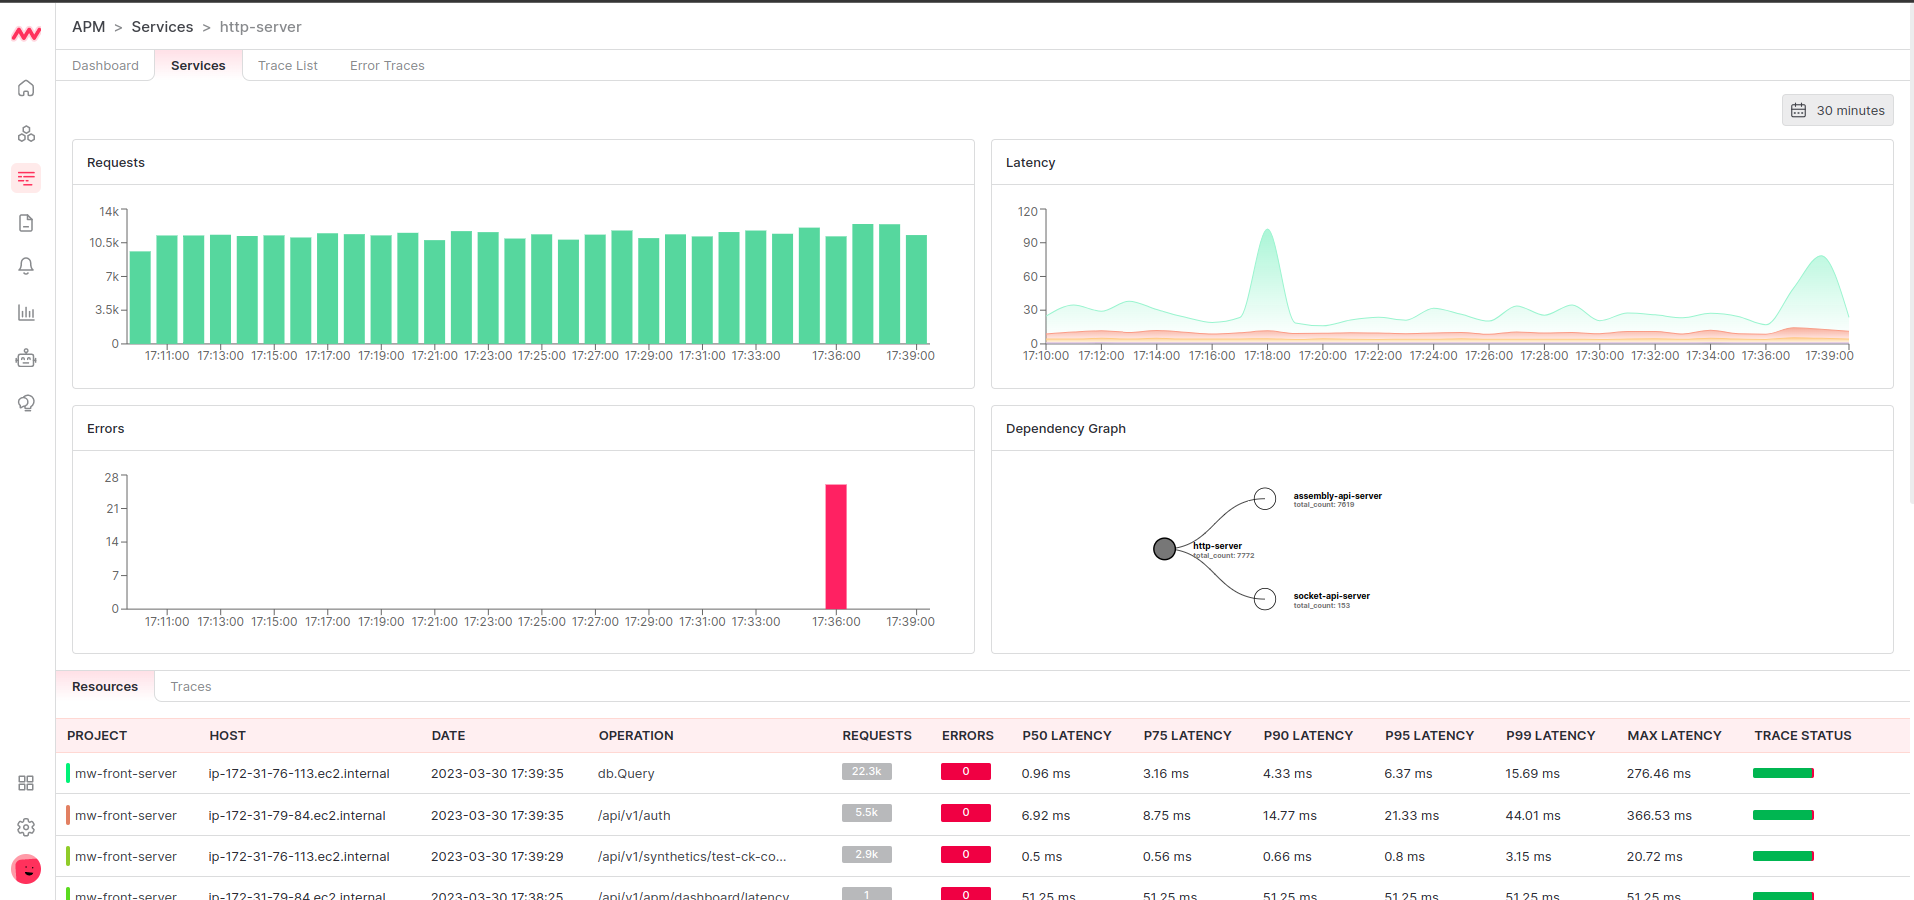 APM > Services > http-server
Dashboard Services Trace List Error Traces
30 minutes
Requests
14k
10.5k
7k
3.5k
0
17:11:00 17:13:00 17:15:00 17:17:00 17:19:00 17:21:00 17:23:00 17:25:00 17:27:00 17:29:00 17:31:00 17:33:00 17:36:00 17:39:00
Latency
120
90
60
30
0
17:10:00 17:12:00 17:14:00 17:16:00 17:18:00 17:20:00 17:22:00 17:24:00 17:26:00 17:28:00 17:30:00 17:32:00 17:34:00 17:36:00 17:39:00
Errors
28
21
14
7
0
17:11:00 17:13:00 17:15:00 17:17:00 17:19:00 17:21:00 17:23:00 17:25:00 17:27:00 17:29:00 17:31:00 17:33:00 17:36:00 17:39:00
Dependency Graph
assembly-api-server
total_count: 7619
http-server
total_count: 7772
socket-api-server
total_count: 153
Resources Traces
PROJECT HOST DATE OPERATION REQUESTS ERRORS P50 LATENCY P75 LATENCY P90 LATENCY P95 LATENCY P99 LATENCY MAX LATENCY TRACE STATUS
mw-front-server ip-172-31-76-113.ec2.internal 2023-03-30 17:39:35 db.Query 22.3k 0 0.96 ms 3.16 ms 4.33 ms 6.37 ms 15.69 ms 276.46 ms
mw-front-server ip-172-31-79-84.ec2.internal 2023-03-30 17:39:35 /api/v1/auth 5.5k 0 6.92 ms 8.75 ms 14.77 ms 21.33 ms 44.01 ms 366.53 ms
mw-front-server ip-172-31-76-113.ec2.internal 2023-03-30 17:39:29 /api/v1/synthetics/test-ck-co... 2.9k 0 0.5 ms 0.56 ms 0.66 ms 0.8 ms 3.15 ms 20.72 ms
mw-front-server ip-172-31-79-84.ec2.internal 2023-03-30 17:38:25 /api/v1/apm/dashboard/latency 1 0 51.25 ms 51.25 ms 51.25 ms 51.25 ms 51.25 ms 51.25 ms